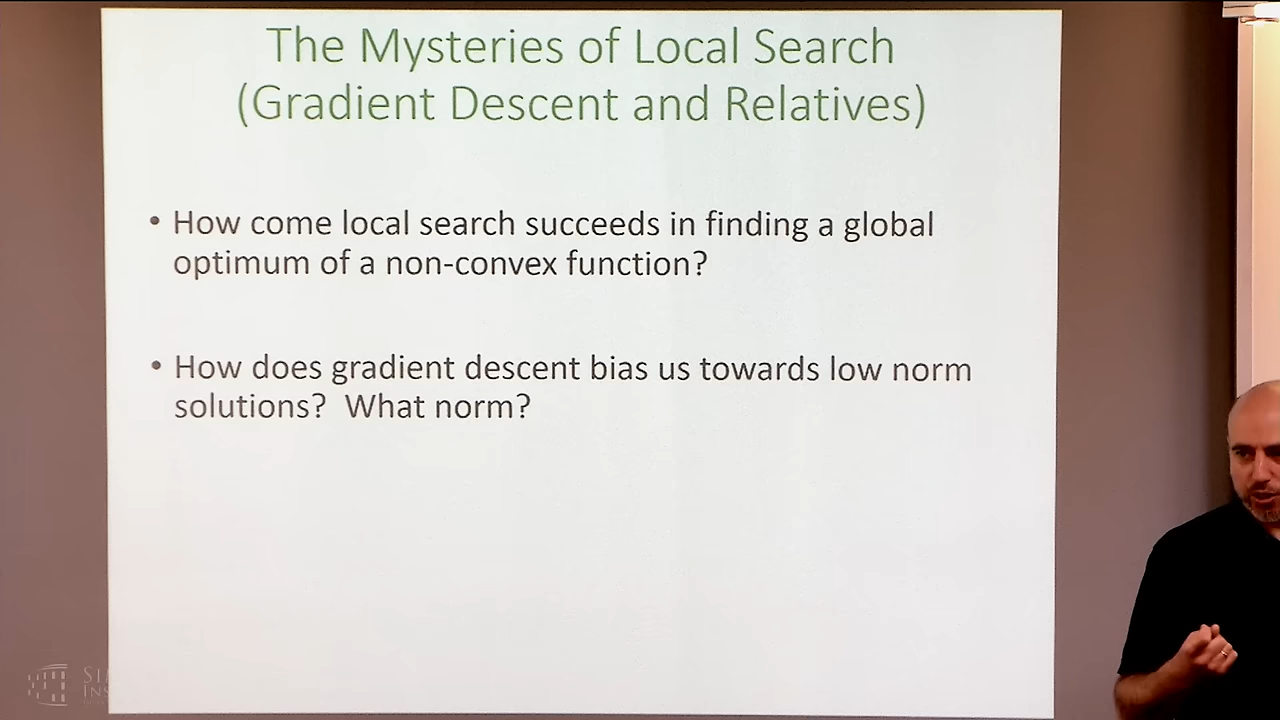 The Mysteries of Local Search
(Gradient Descent and Relatives)
• How come local search succeeds in finding a global
optimum of a non-convex function?
• How does gradient descent bias us towards low norm
solutions? What norm?